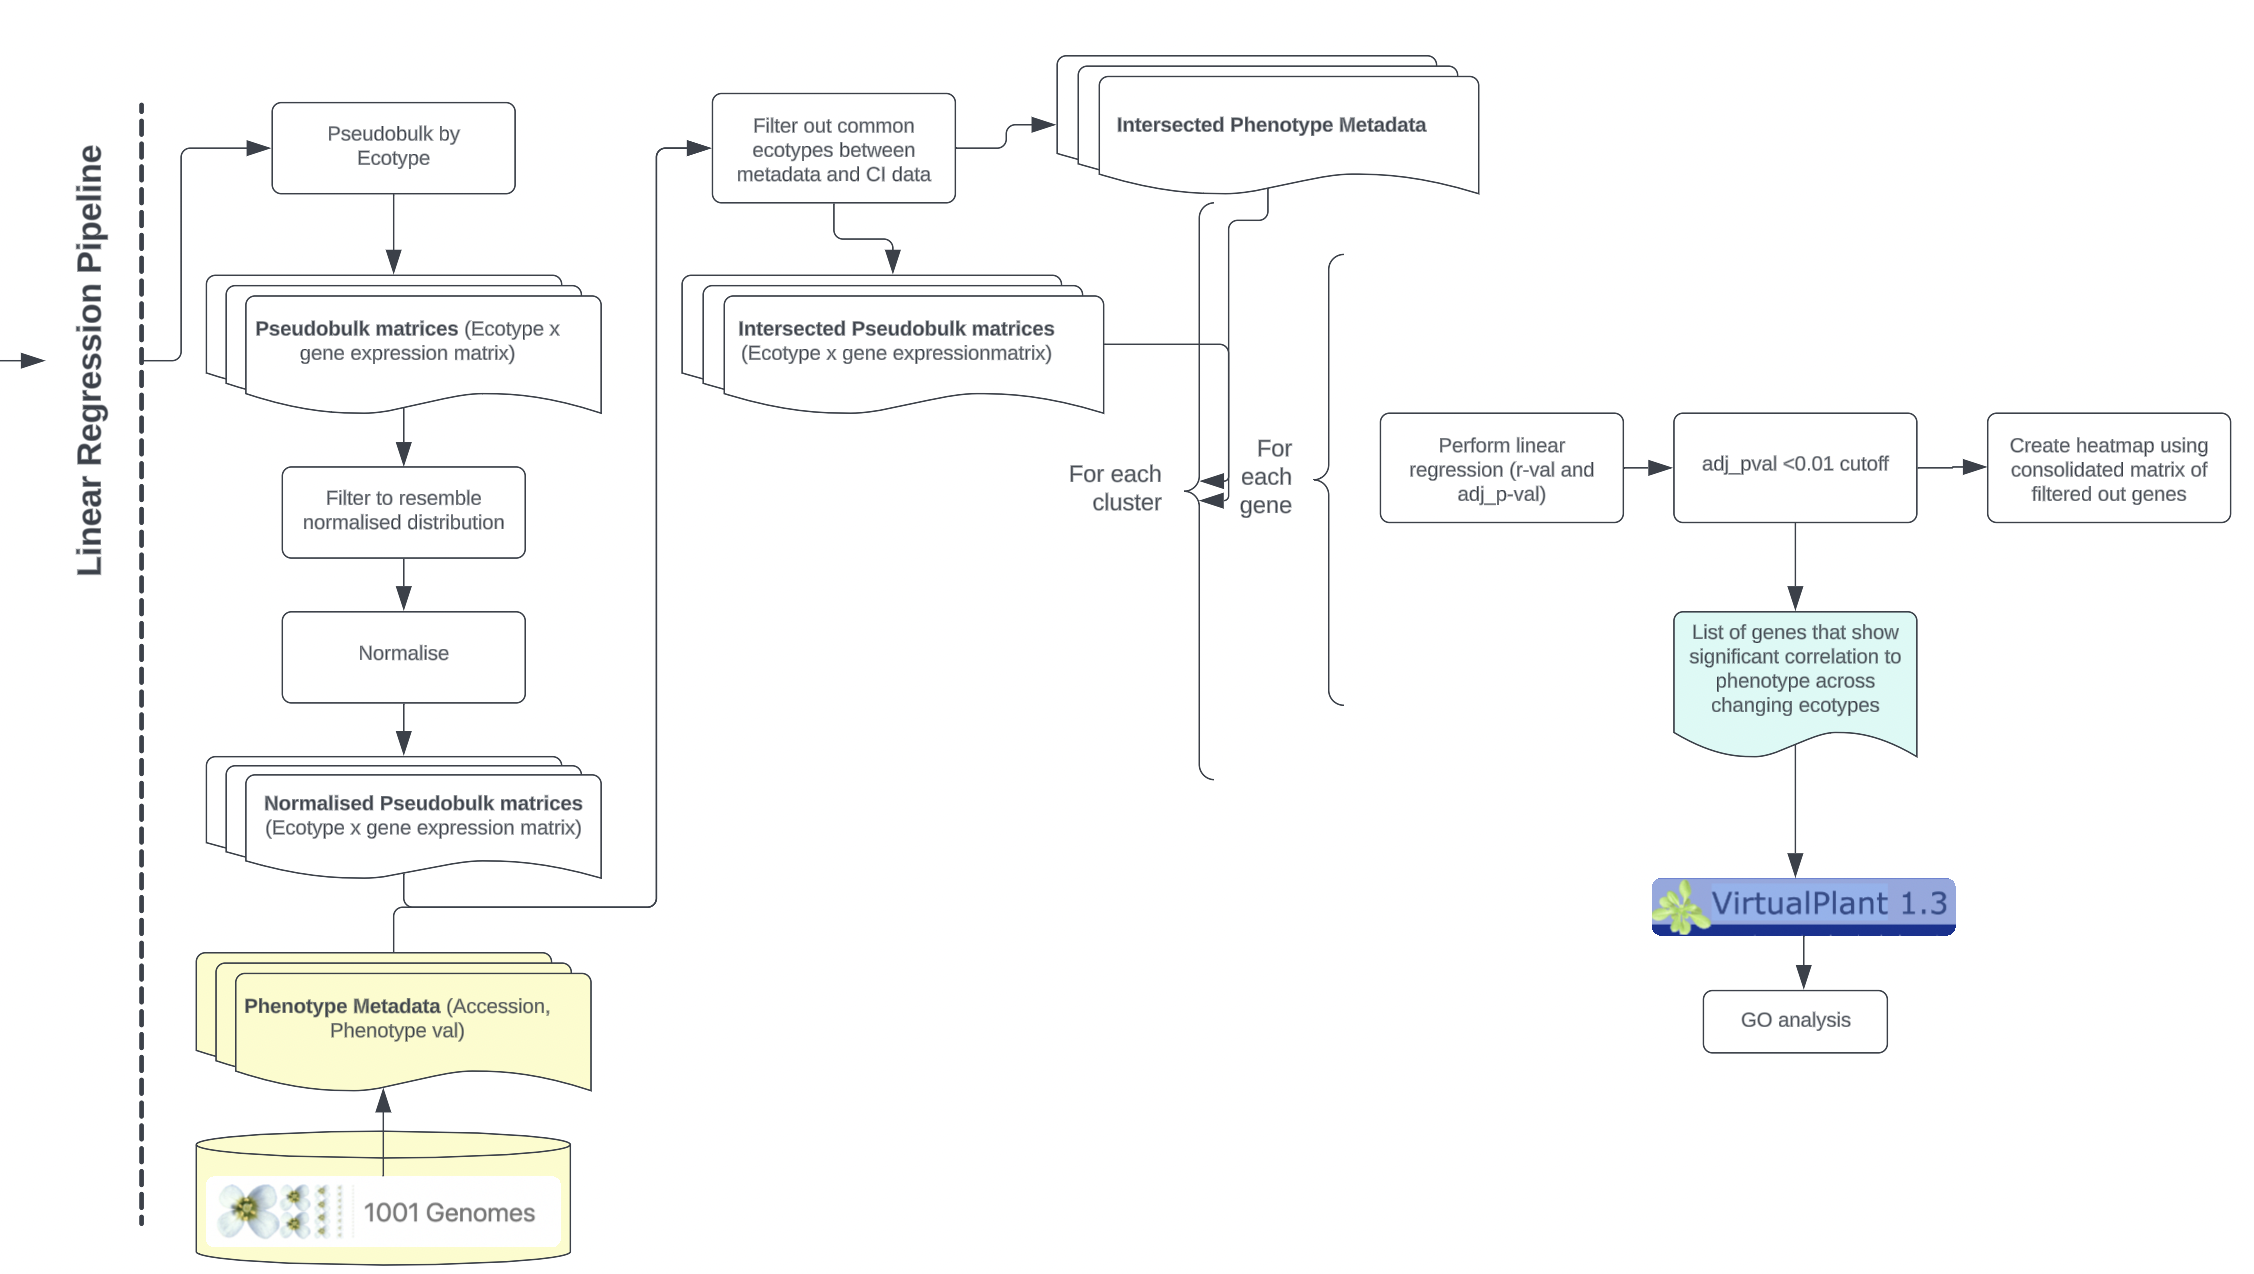 Linear Regression Pipeline
Pseudobulk by
Ecotype
Pseudobulk matrices (Ecotype x
gene expression matrix)
Filter to resemble
normalised distribution
Normalise
Normalised Pseudobulk matrices
(Ecotype x gene expression matrix)
Phenotype Metadata (Accession,
Phenotype val)
1001 Genomes
Filter out common
ecotypes between
metadata and CI data
Intersected Phenotype Metadata
Intersected Pseudobulk matrices
(Ecotype x gene expressionmatrix)
For each
cluster
For
each
gene
Perform linear
regression (r-val and
adj_p-val)
adj_pval <0.01 cutoff
Create heatmap using
consolidated matrix of
filtered out genes
List of genes that show
significant correlation to
phenotype across
changing ecotypes
VirtualPlant 1.3
GO analysis